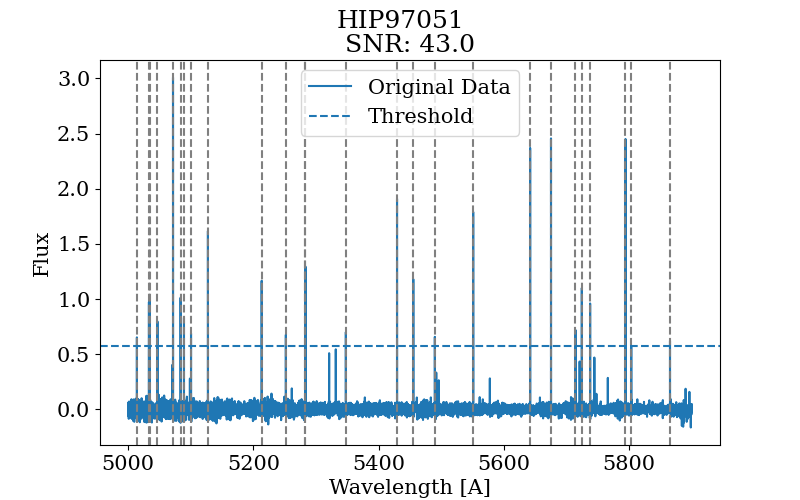 HIP97051
SNR: 43.0
Original Data
Threshold
Flux
3.0
2.5
2.0
1.5
1.0
0.5
0.0
5000 5200 5400 5600 5800
Wavelength [A]